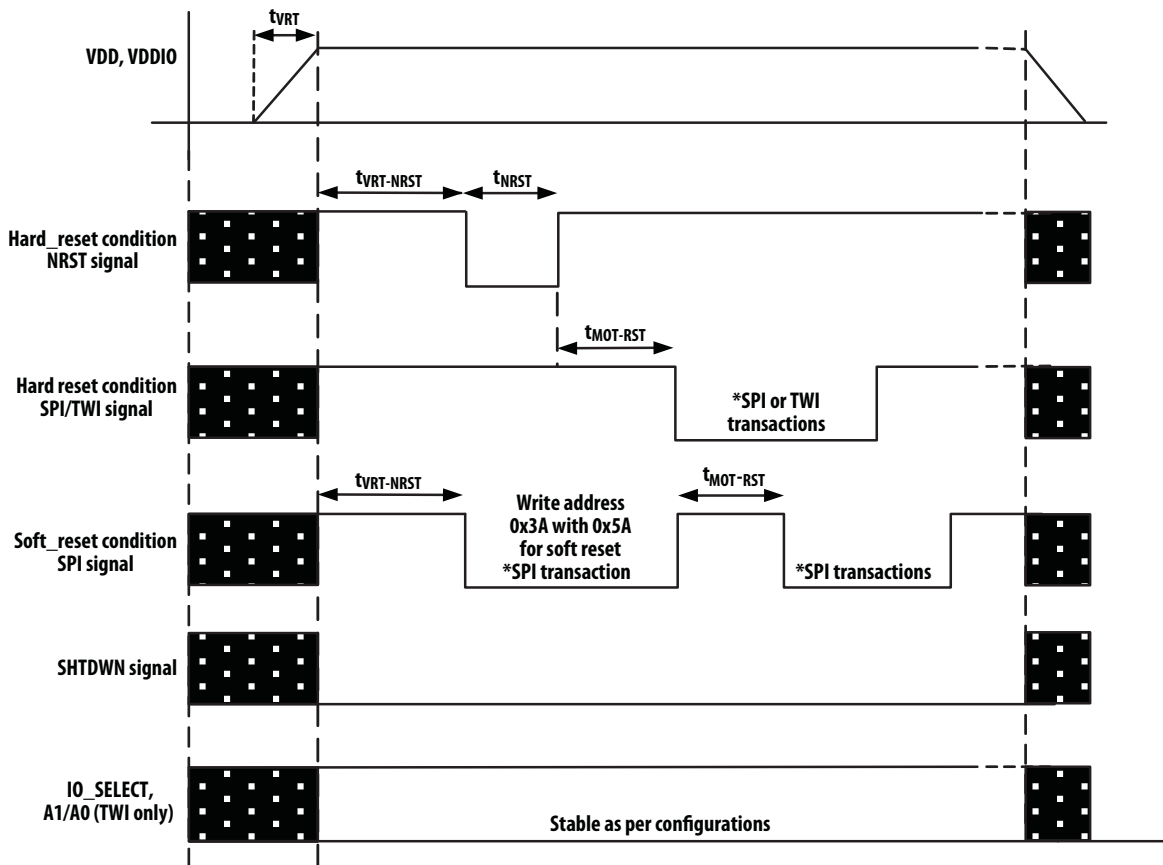 tVRT
VDD, VDDIO
tVRT-NRST
tNRST
Hard_reset condition
NRST signal
tMOT-RST
Hard reset condition
SPI/TWI signal
*SPI or TWI
transactions
tVRT-NRST
tMOT-RST
Write address
0x3A with 0x5A
for soft reset
*SPI transaction
Soft_reset condition
SPI signal
*SPI transactions
SHTDWN signal
IO_SELECT,
A1/A0 (TWI only)
Stable as per configurations